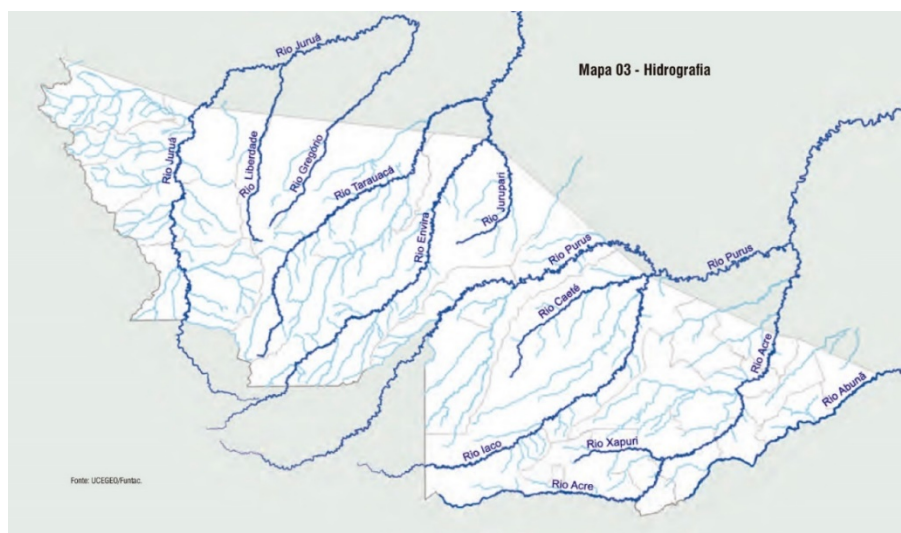 Mapa 03 - Hidrografia
Rio Juruá
Rio Juruá
Rio Liberdade
Rio Gregório
Rio Tarauacá
Rio Envira
Rio Jurupari
Rio Purus
Rio Purus
Rio Caeté
Rio Acre
Rio Abunã
Rio Iaco
Rio Xapuri
Rio Acre
Fonte: UCEGEO/Funtac.